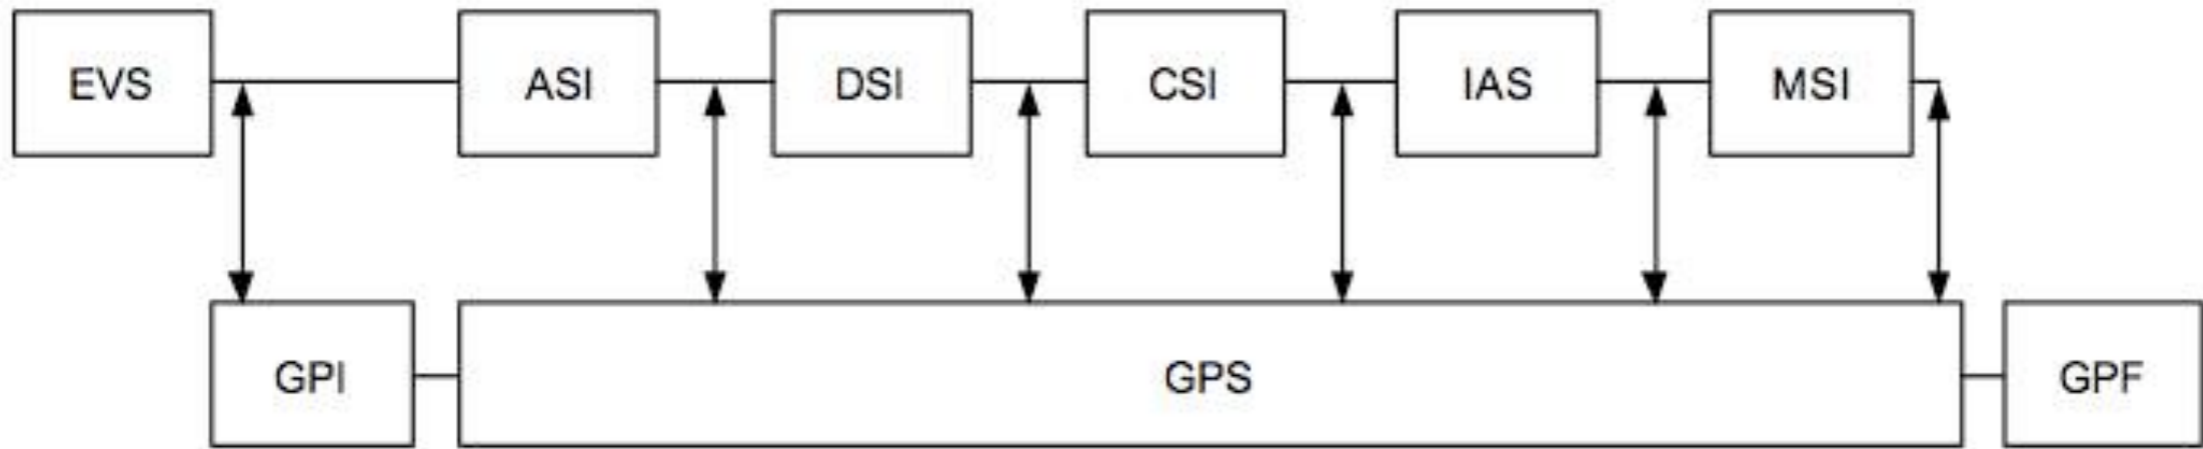 EVS ASI DSI CSI IAS MSI
GPI GPS GPF